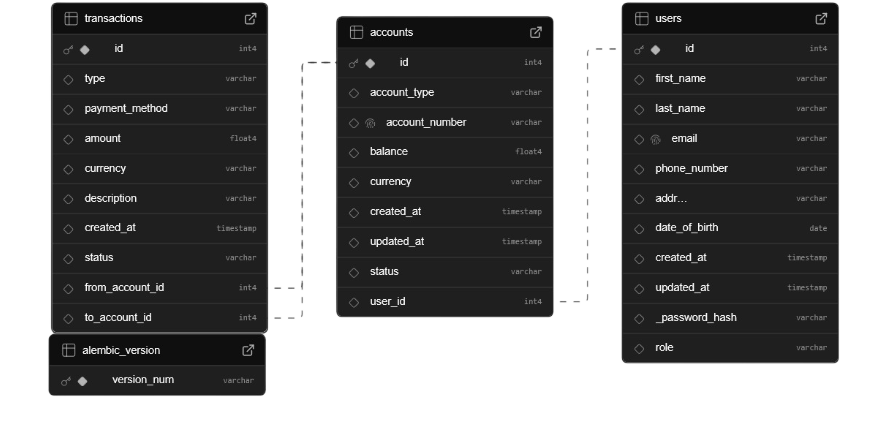 transactions
id int4
type varchar
payment_method varchar
amount float4
currency varchar
description varchar
created_at timestamp
status varchar
from_account_id int4
to_account_id int4
alembic_version
version_num varchar
accounts
id int4
account_type varchar
account_number varchar
balance float4
currency varchar
created_at timestamp
updated_at timestamp
status varchar
user_id int4
users
id int4
first_name varchar
last_name varchar
email varchar
phone_number varchar
addr... varchar
date_of_birth date
created_at timestamp
updated_at timestamp
_password_hash varchar
role varchar